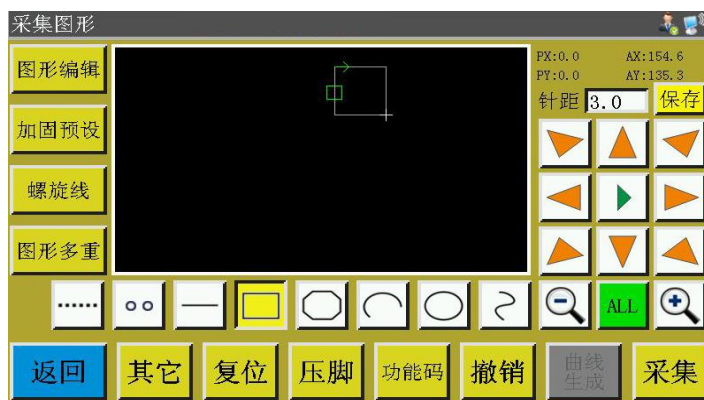 采集图形
图形编辑
加固预设
螺旋线
图形多重
PX:0.0 AX:154.6
PY:0.0 AY:135.3
针距 3.0 保存
ALL
返回 其它 复位 压脚 功能码 撤销 曲线生成 采集